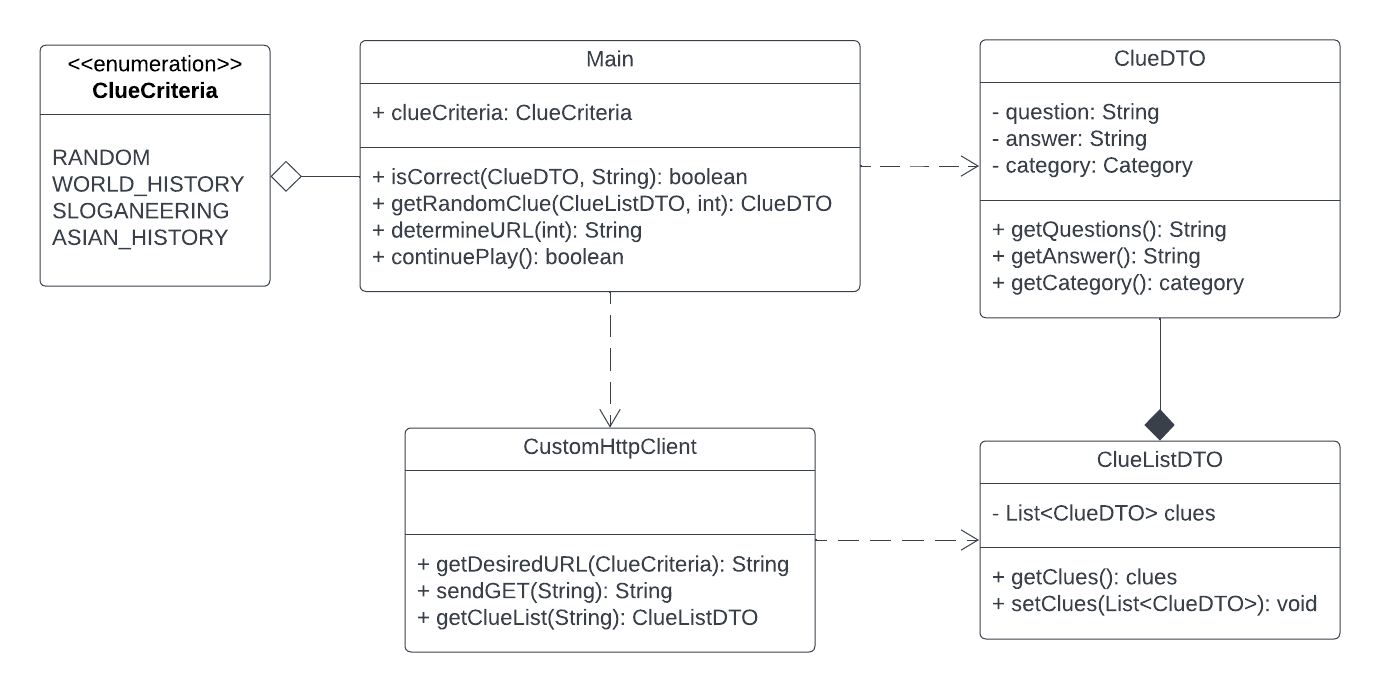 <<enumeration>>
ClueCriteria
RANDOM
WORLD_HISTORY
SLOGANEERING
ASIAN_HISTORY
Main
+ clueCriteria: ClueCriteria
+ isCorrect(ClueDTO, String): boolean
+ getRandomClue(ClueListDTO, int): ClueDTO
+ determineURL(int): String
+ continuePlay(): boolean
ClueDTO
- question: String
- answer: String
- category: Category
+ getQuestions(): String
+ getAnswer(): String
+ getCategory(): category
CustomHttpClient
+ getDesiredURL(ClueCriteria): String
+ sendGET(String): String
+ getClueList(String): ClueListDTO
ClueListDTO
- List<ClueDTO> clues
+ getClues(): clues
+ setClues(List<ClueDTO>): void